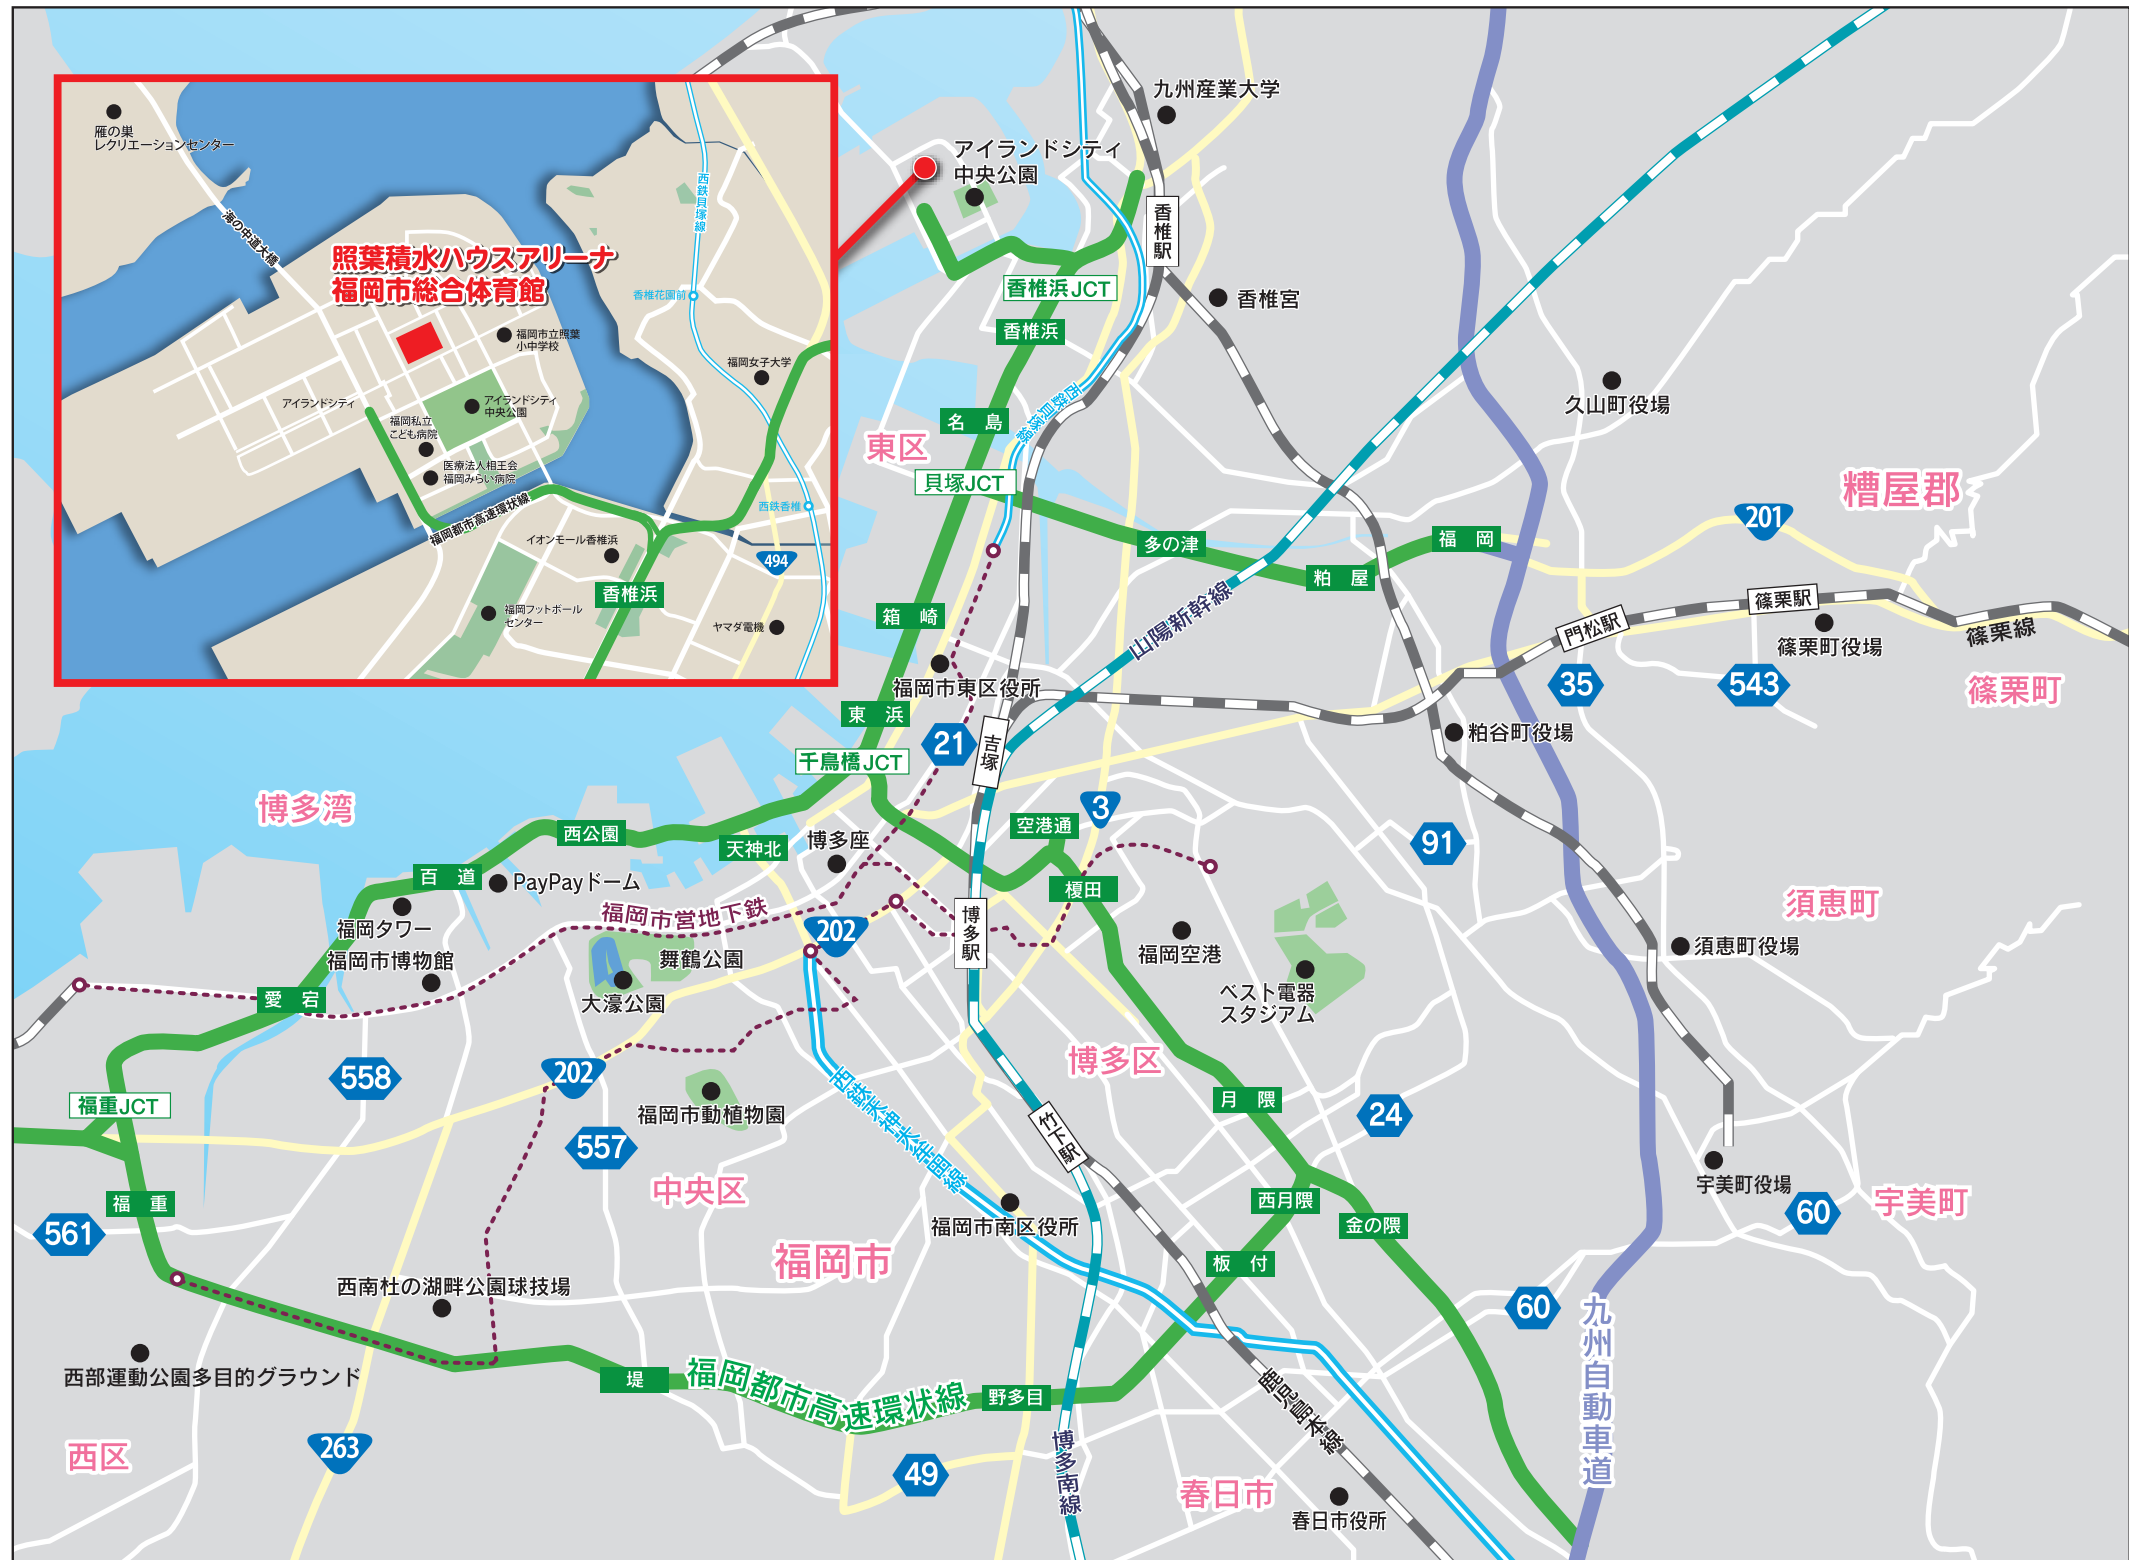 雁の巣
レクリエーションセンター
海の中道大橋
照葉積水ハウスアリーナ
福岡市総合体育館
福岡市立照葉
小中学校
アイランドシティ
アイランドシティ
中央公園
福岡私立
こども病院
医療法人相王会
福岡みらい病院
福岡都市高速環状線
イオンモール香椎浜
香椎浜
福岡フットボール
センター
ヤマダ電機
494
西鉄香椎
福岡女子大学
香椎花園前
西鉄貝塚線
九州産業大学
アイランドシティ
中央公園
香椎駅
香椎浜JCT
香椎浜
香椎宮
西鉄貝塚線
名島
東区
貝塚JCT
久山町役場
糟屋郡
201
多の津
粕屋
福岡
箱崎
山陽新幹線
門松駅
篠栗駅
篠栗町役場
篠栗線
福岡市東区役所
35
543
篠栗町
東浜
21
吉塚
粕谷町役場
千鳥橋JCT
博多湾
西公園
天神北
博多座
空港通
3
91
百道
PayPayドーム
榎田
福岡タワー
福岡市営地下鉄
202
博多駅
福岡空港
須恵町
須恵町役場
福岡市博物館
舞鶴公園
大濠公園
愛宕
ベスト電器
スタジアム
558
202
博多区
福重JCT
福岡市動植物園
西鉄天神大牟田線
竹下駅
月隈
24
557
中央区
福重
561
福岡市南区役所
西月隈
金の隈
宇美町役場
60
宇美町
福岡市
板付
西南杜の湖畔公園球技場
60
九州自動車道
西部運動公園多目的グラウンド
堤
福岡都市高速環状線
野多目
鹿児島本線
西区
263
49
博多南線
春日市
春日市役所